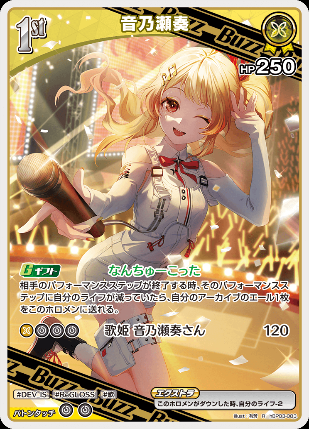 1st
音乃瀬奏
Buzz Buzz Buzz
HP250
ギフト
なんちゅーこった
相手のパフォーマンスステップが終了する時、そのパフォーマンスス
テップに自分のライフが減っていたら、自分のアーカイブのエール1枚
をこのホロメンに送れる。
歌姫 音乃瀬奏さん 120
#DEV_IS #ReGLOSS #歌
エクストラ
このホロメンがダウンした時、自分のライフ-2
バトンタッチ